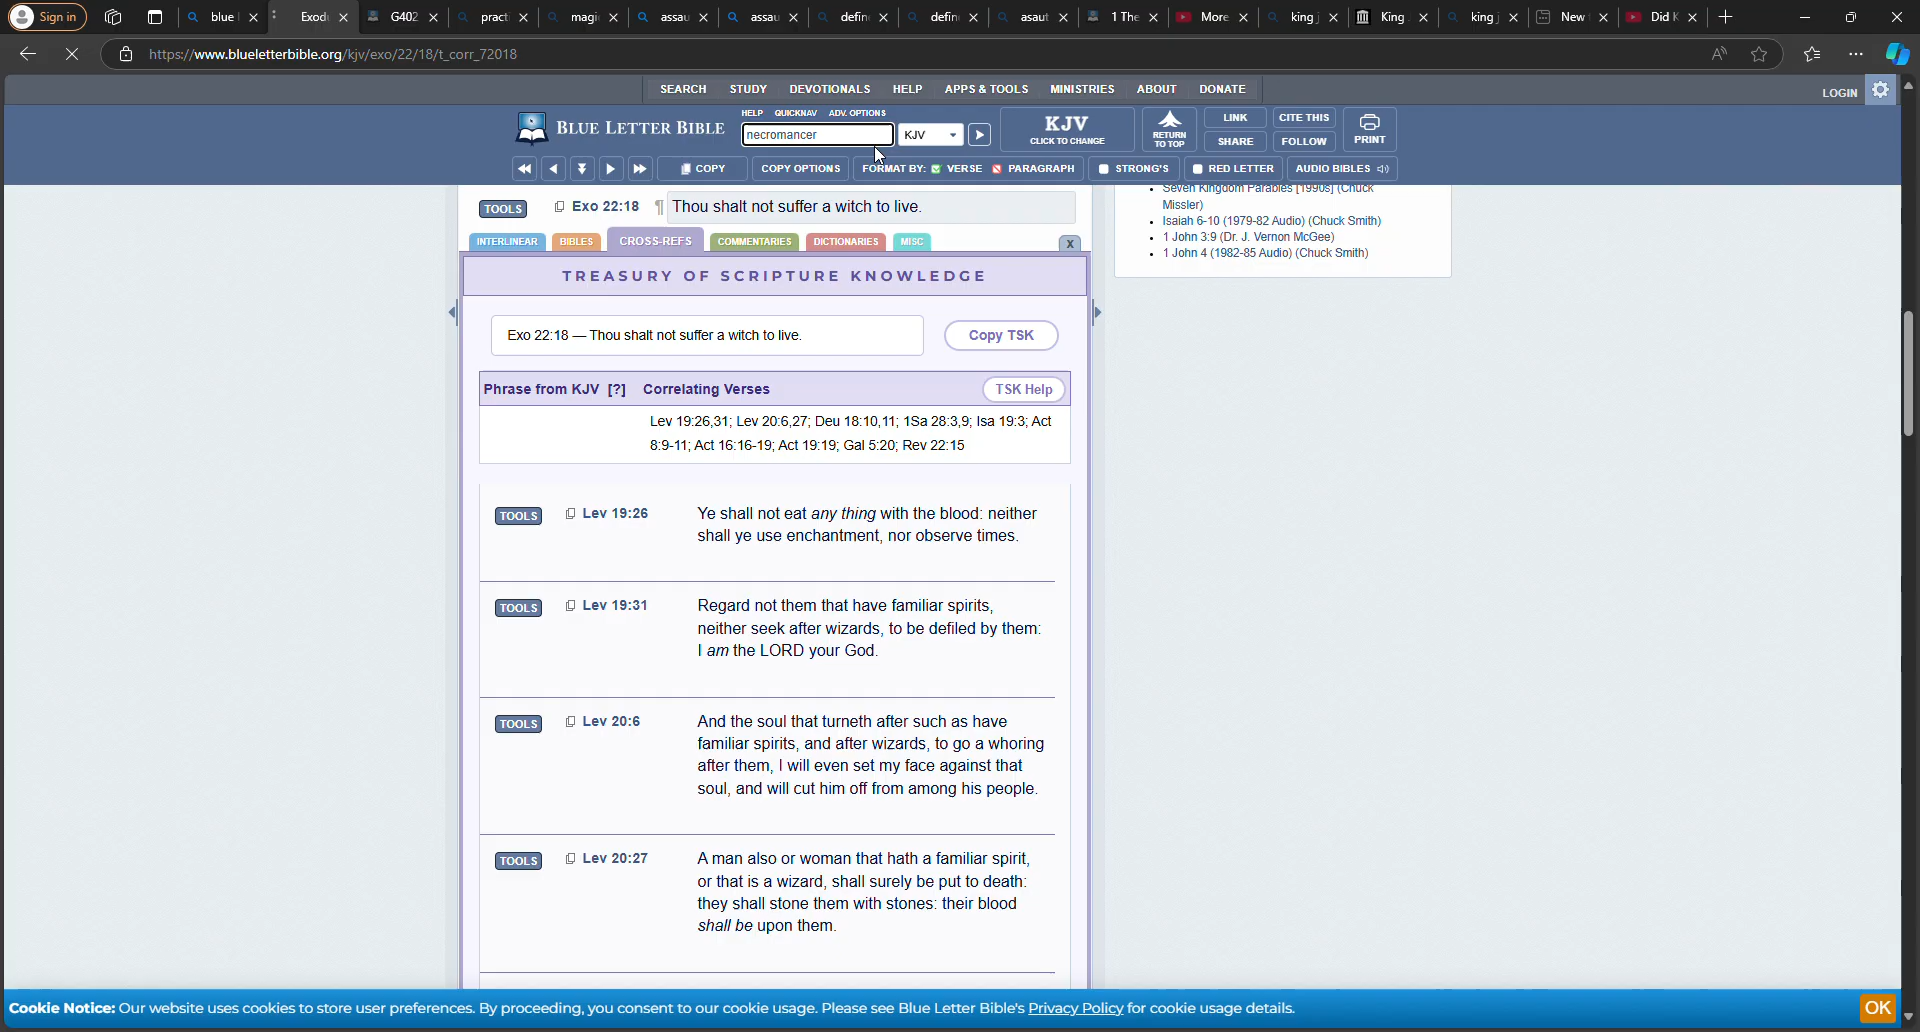 Sign in
blue
Exod
G402
practi
magic
assau
assau
defin
defin
asaut
1 The
More
king j
King
king j
New
Did K
https://www.blueletterbible.org/kjv/exo/22/18/t_corr_72018
SEARCH STUDY DEVOTIONALS HELP APPS & TOOLS MINISTRIES ABOUT DONATE
LOGIN
HELP QUICKNAV ADV. OPTIONS
BLUE LETTER BIBLE
necromancer
KJV
KJV
CLICK TO CHANGE
RETURN
TO TOP
LINK
CITE THIS
SHARE
FOLLOW
PRINT
COPY
COPY OPTIONS
FORMAT BY: VERSE PARAGRAPH
STRONG'S
RED LETTER
AUDIO BIBLES
TOOLS
Exo 22:18
¶
Thou shalt not suffer a witch to live.
INTERLINEAR BIBLES CROSS-REFS COMMENTARIES DICTIONARIES MISC
X
TREASURY OF SCRIPTURE KNOWLEDGE
Exo 22:18 — Thou shalt not suffer a witch to live.
Copy TSK
Phrase from KJV [?] Correlating Verses
TSK Help
Lev 19:26,31; Lev 20:6,27; Deu 18:10,11; 1Sa 28:3,9; Isa 19:3; Act
8:9-11; Act 16:16-19; Act 19:19; Gal 5:20; Rev 22:15
TOOLS
Lev 19:26
Ye shall not eat any thing with the blood: neither
shall ye use enchantment, nor observe times.
TOOLS
Lev 19:31
Regard not them that have familiar spirits,
neither seek after wizards, to be defiled by them:
I am the LORD your God.
TOOLS
Lev 20:6
And the soul that turneth after such as have
familiar spirits, and after wizards, to go a whoring
after them, I will even set my face against that
soul, and will cut him off from among his people.
TOOLS
Lev 20:27
A man also or woman that hath a familiar spirit,
or that is a wizard, shall surely be put to death:
they shall stone them with stones: their blood
shall be upon them.
Seven Kingdom Parables [1990s] (Chuck
Missler)
Isaiah 6-10 (1979-82 Audio) (Chuck Smith)
1 John 3:9 (Dr. J. Vernon McGee)
1 John 4 (1982-85 Audio) (Chuck Smith)
Cookie Notice: Our website uses cookies to store user preferences. By proceeding, you consent to our cookie usage. Please see Blue Letter Bible's Privacy Policy for cookie usage details.
OK